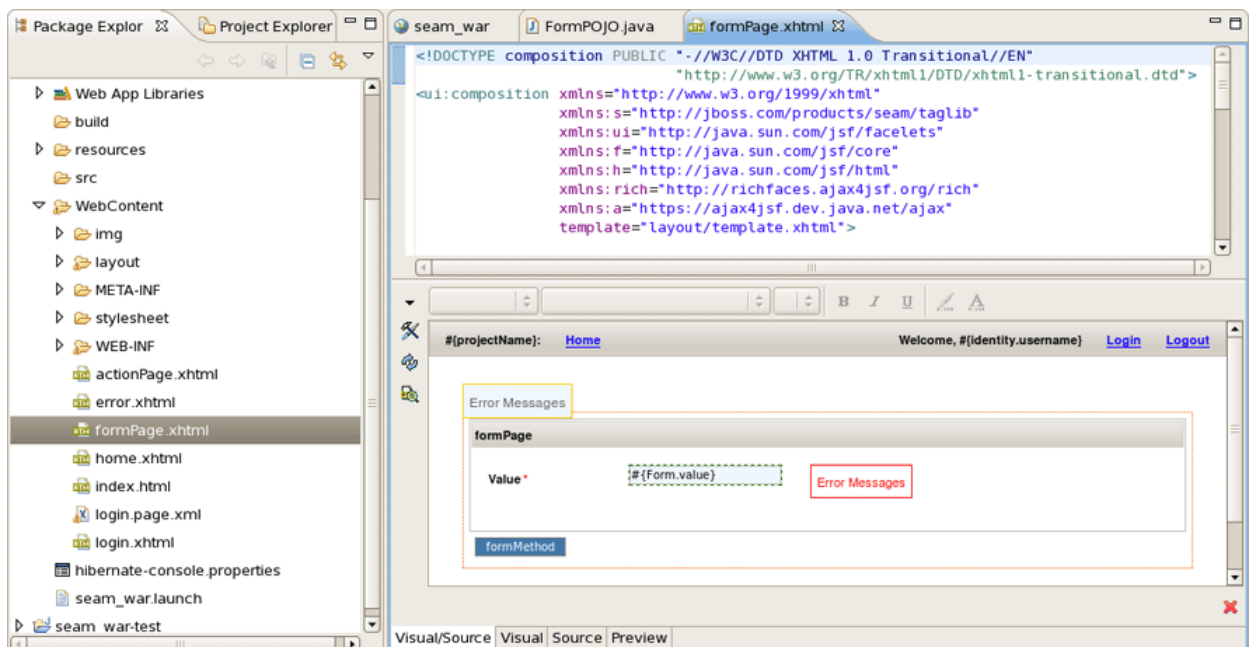 Package Explor
Project Explorer
Web App Libraries
build
resources
src
WebContent
img
layout
META-INF
stylesheet
WEB-INF
actionPage.xhtml
error.xhtml
formPage.xhtml
home.xhtml
index.html
login.page.xml
login.xhtml
hibernate-console.properties
seam_war.launch
seam_war-test
seam_war
FormPOJO.java
formPage.xhtml
<!DOCTYPE composition PUBLIC "-//W3C//DTD XHTML 1.0 Transitional//EN"
"http://www.w3.org/TR/xhtml1/DTD/xhtml1-transitional.dtd">
<ui:composition xmlns="http://www.w3.org/1999/xhtml"
xmlns:s="http://jboss.com/products/seam/taglib"
xmlns:ui="http://java.sun.com/jsf/facelets"
xmlns:f="http://java.sun.com/jsf/core"
xmlns:h="http://java.sun.com/jsf/html"
xmlns:rich="http://richfaces.ajax4jsf.org/rich"
xmlns:a="https://ajax4jsf.dev.java.net/ajax"
template="layout/template.xhtml">
B I U A
#{projectName}: Home Welcome, #{identity.username} Login Logout
Error Messages
formPage
Value * #{Form.value} Error Messages
formMethod
Visual/Source Visual Source Preview